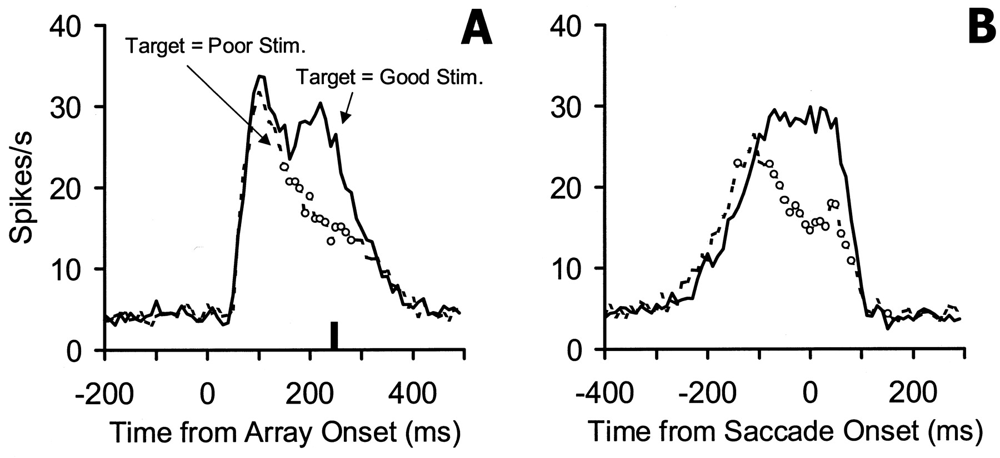 A
Target = Poor Stim.
Target = Good Stim.
Spikes/s
40
30
20
10
0
-200 0 200 400
Time from Array Onset (ms)
B
40
30
20
10
0
-400 -200 0 200
Time from Saccade Onset (ms)